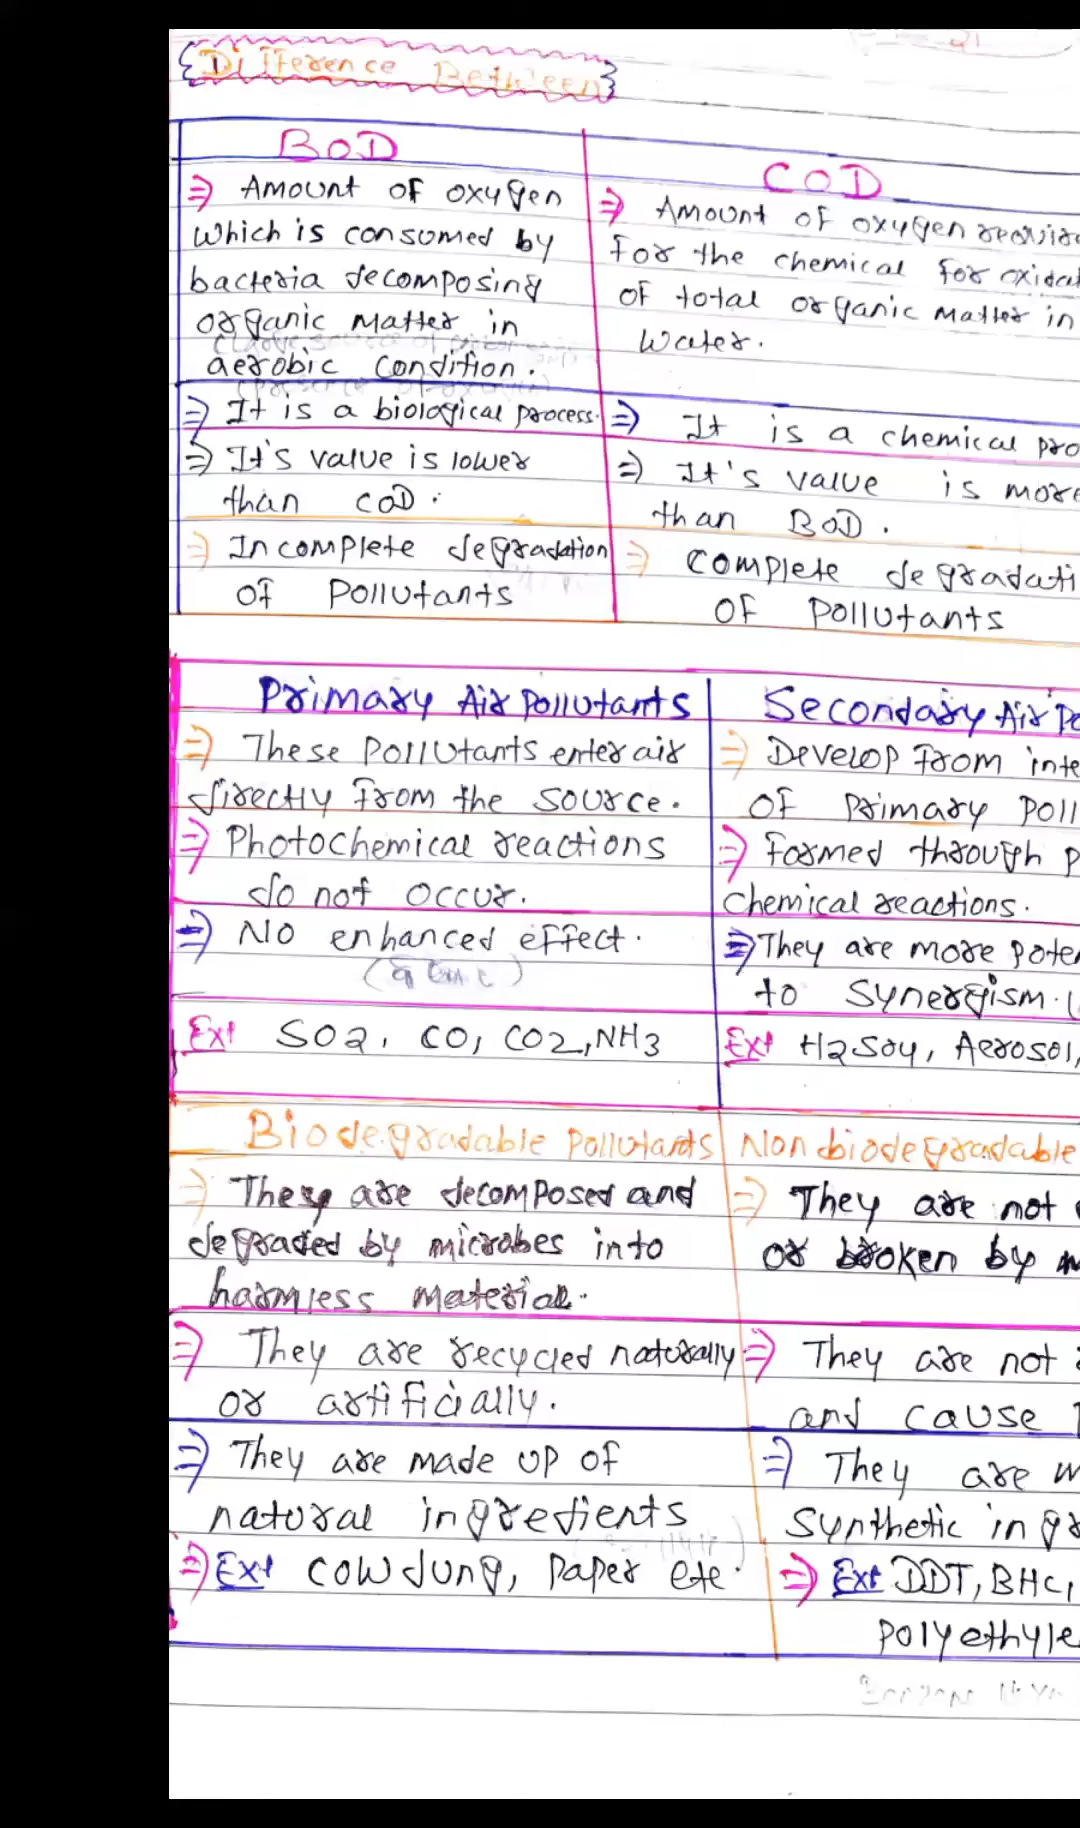 Difference Between
BOD
COD
⇒ Amount of oxygen
which is consumed by
bacteria decomposing
organic matter in
aerobic condition.
⇒ Amount of oxygen
for the chemical for
of total organic matter in
water.
⇒ It is a biological process.
⇒ It is a chemical
⇒ It's value is lower
than COD.
⇒ It's value is more
than BOD.
⇒ Incomplete degradation
of Pollutants
⇒ Complete
of pollutants
Primary Air Pollutants
Secondary Air
⇒ These pollutants enter air
directly from the source.
⇒ Develop from
of primary
⇒ Photochemical reactions
do not occur.
⇒ formed through
chemical reactions.
⇒ No enhanced effect.
⇒ They are more
to synergism.
Ex+ SO2, CO, CO2, NH3
Ex+ H2SO4, Aerosol,
Biodegradable Pollutants
Non biodegradable
⇒ They are decomposed and
degraded by microbes into
harmless material.
⇒ They are not
or broken by
⇒ They are recycled naturally
or artificially.
⇒ They are not
and cause
⇒ They are made up of
natural ingredients
⇒ They are
synthetic
⇒ Ex+ cow dung, paper etc.
⇒ Ex+ DDT, BHC,